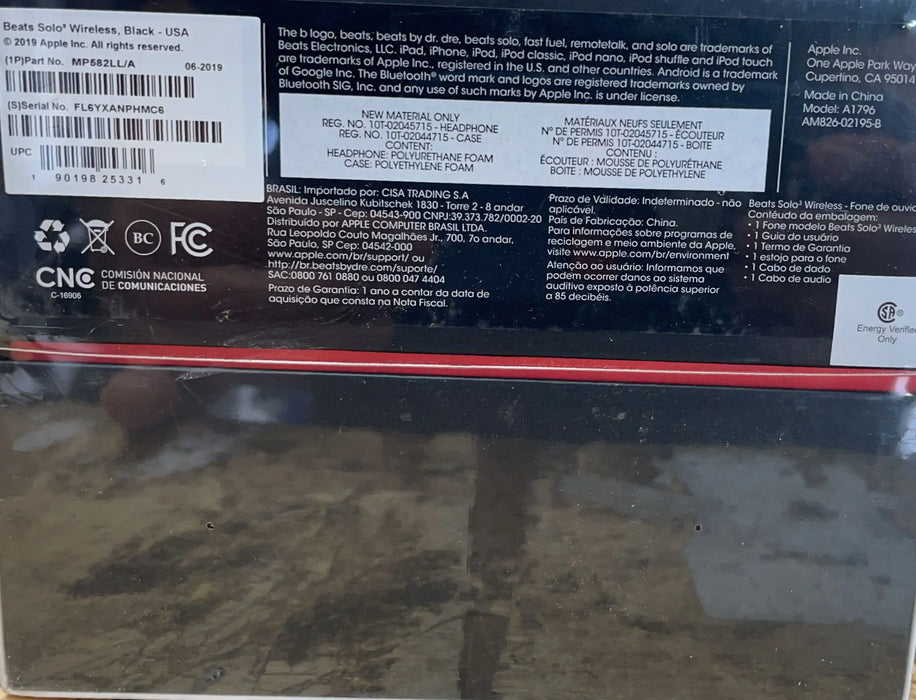 Beats Solo³ Wireless, Black - USA
© 2019 Apple Inc. All rights reserved.
(1P)Part No. MP582LL/A 06-2019
(S)Serial No. FL6YXANPHMC6
UPC
1 90198 25331 6
The b logo, beats, beats by dr. dre, beats solo, fast fuel, remotetalk, and solo are trademarks of
Beats Electronics, LLC. iPad, iPhone, iPod, iPod classic, iPod nano, iPod shuffle and iPod touch
are trademarks of Apple Inc., registered in the U.S. and other countries. Android is a trademark
of Google Inc. The Bluetooth® word mark and logos are registered trademarks owned by
Bluetooth SIG, Inc. and any use of such marks by Apple Inc. is under license.
Apple Inc.
One Apple Park Way
Cupertino, CA 95014
Made in China
Model: A1796
AM826-02195-B
NEW MATERIAL ONLY
REG. NO. 10T-02045715 - HEADPHONE
REG. NO. 10T-02044715 - CASE
CONTENT:
HEADPHONE: POLYURETHANE FOAM
CASE: POLYETHYLENE FOAM
MATÉRIAUX NEUFS SEULEMENT
N° DE PERMIS 10T-02045715 - ÉCOUTEUR
N° DE PERMIS 10T-02044715 - BOITE
CONTENU :
ÉCOUTEUR : MOUSSE DE POLYURÉTHANE
BOITE : MOUSSE DE POLYETHYLENE
BC
FC
CNC COMISIÓN NACIONAL
DE COMUNICACIONES
C-16906
BRASIL: Importado por: CISA TRADING S.A
Avenida Juscelino Kubitschek 1830 - Torre 2 - 8 andar
São Paulo - SP - Cep: 04543-900 CNPJ:39.373.782/0002-20
Distribuído por APPLE COMPUTER BRASIL LTDA.
Rua Leopoldo Couto Magalhães Jr., 700, 7o andar,
São Paulo, SP Cep: 04542-000
www.apple.com/br/support/ ou
http://br.beatsbydre.com/suporte/
SAC:0800 761 0880 ou 0800 047 4404
Prazo de Garantia: 1 ano a contar da data de
aquisição que consta na Nota Fiscal.
Prazo de Validade: Indeterminado - não
aplicável.
País de Fabricação: China.
Para informações sobre programas de
reciclagem e meio ambiente da Apple,
visite www.apple.com/br/environment
Atenção ao usuário: Informamos que
podem ocorrer danos ao sistema
auditivo exposto à potência superior
a 85 decibéis.
Beats Solo³ Wireless - Fone de ouvid
Contéudo da embalagem:
• 1 Fone modelo Beats Solo³ Wireles
• 1 Guia do usuário
• 1 Termo de Garantia
• 1 estojo para o fone
• 1 Cabo de dado
• 1 Cabo de audio
SA®
Energy Verifie
Only